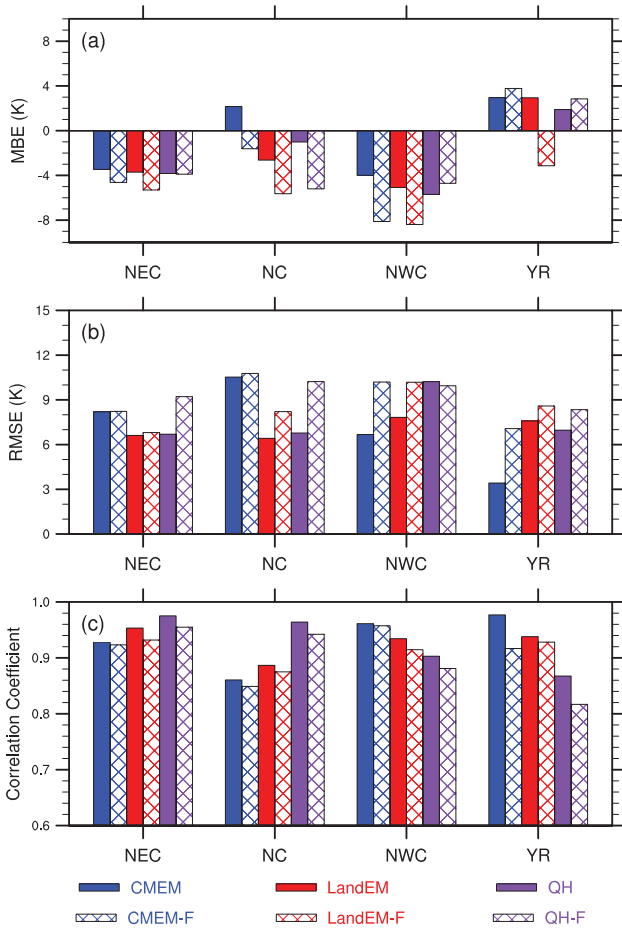 (a)
MBE (K)
8
4
0
-4
-8
NEC NC NWC YR
(b)
RMSE (K)
15
12
9
6
3
0
NEC NC NWC YR
(c)
Correlation Coefficient
1.0
0.9
0.8
0.7
0.6
NEC NC NWC YR
CMEM LandEM QH
CMEM-F LandEM-F QH-F